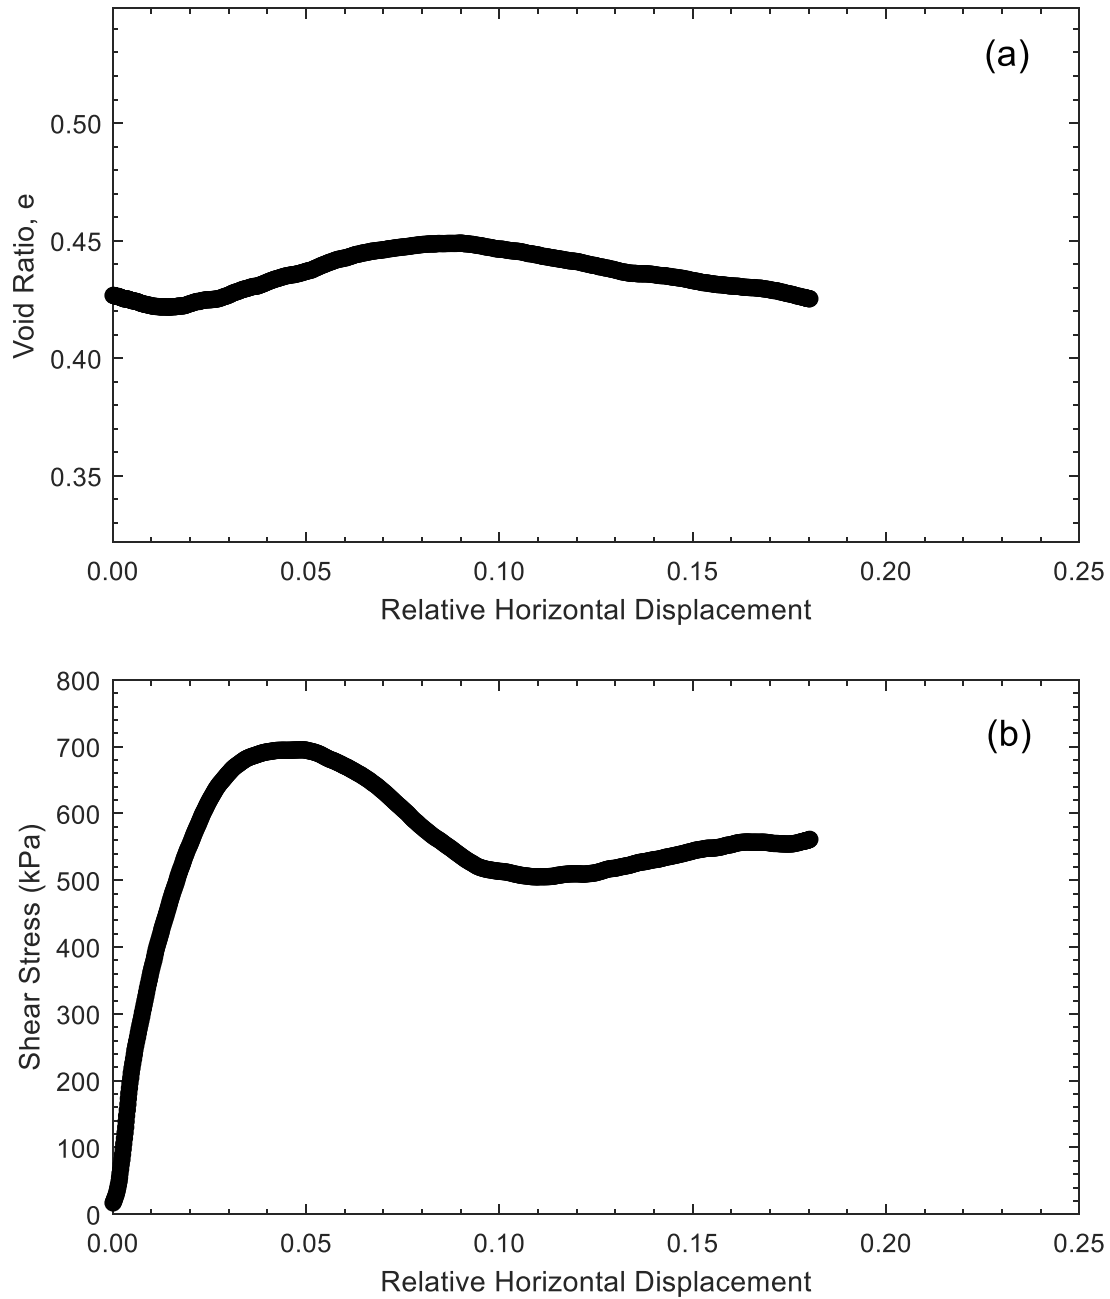 (a)
0.50
0.45
0.40
0.35
Void Ratio, e
0.00 0.05 0.10 0.15 0.20 0.25
Relative Horizontal Displacement
(b)
800
700
600
500
400
300
200
100
0
Shear Stress (kPa)
0.00 0.05 0.10 0.15 0.20 0.25
Relative Horizontal Displacement